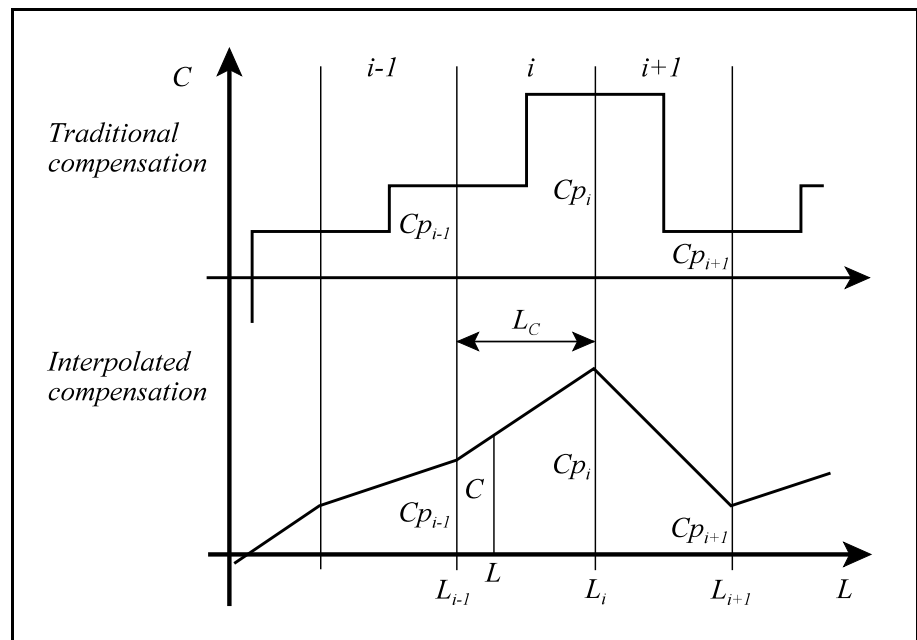 i-1 i i+1
C
Traditional
compensation
Cp_i
Cp_{i-1}
Cp_{i+1}
L_C
Interpolated
compensation
Cp_i
C
Cp_{i-1}
Cp_{i+1}
L_{i-1} L L_i L_{i+1} L